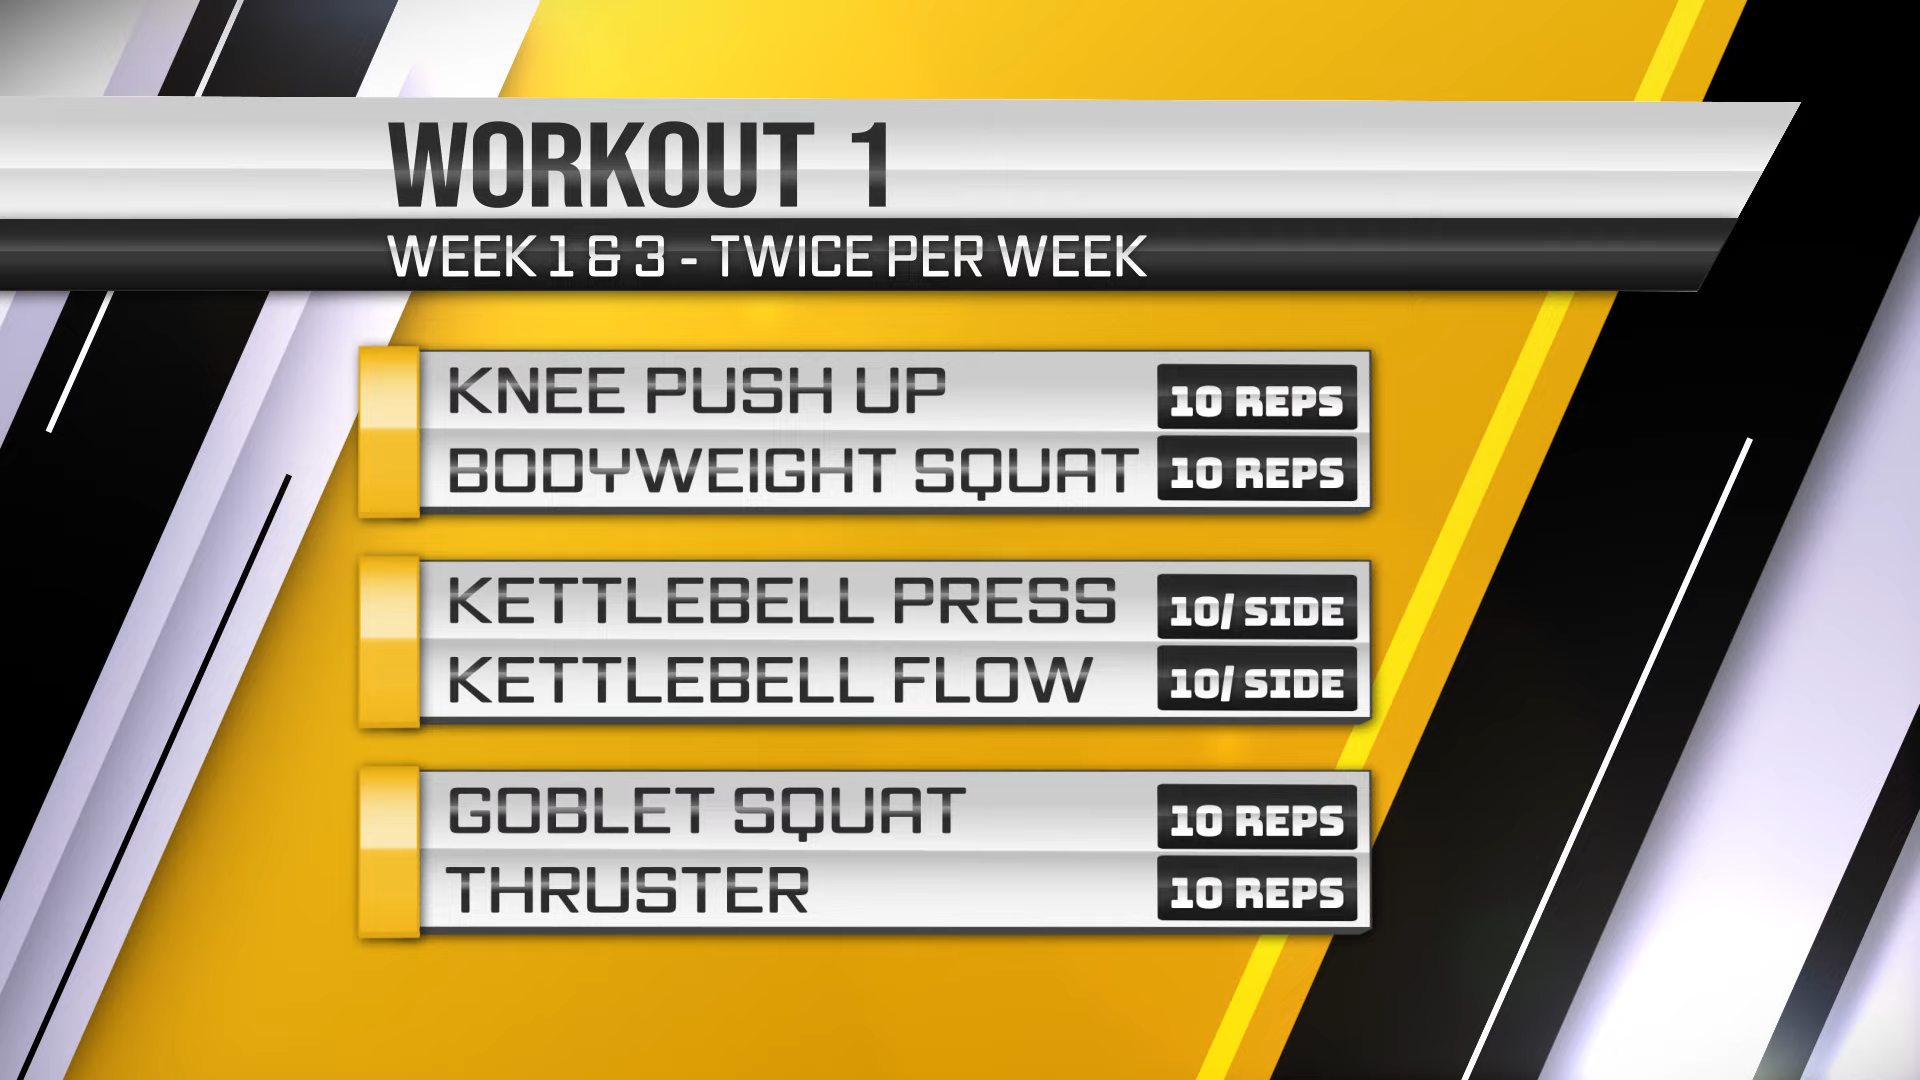 WORKOUT 1
WEEK 1 & 3 - TWICE PER WEEK
KNEE PUSH UP 10 REPS
BODYWEIGHT SQUAT 10 REPS
KETTLEBELL PRESS 10/ SIDE
KETTLEBELL FLOW 10/ SIDE
GOBLET SQUAT 10 REPS
THRUSTER 10 REPS